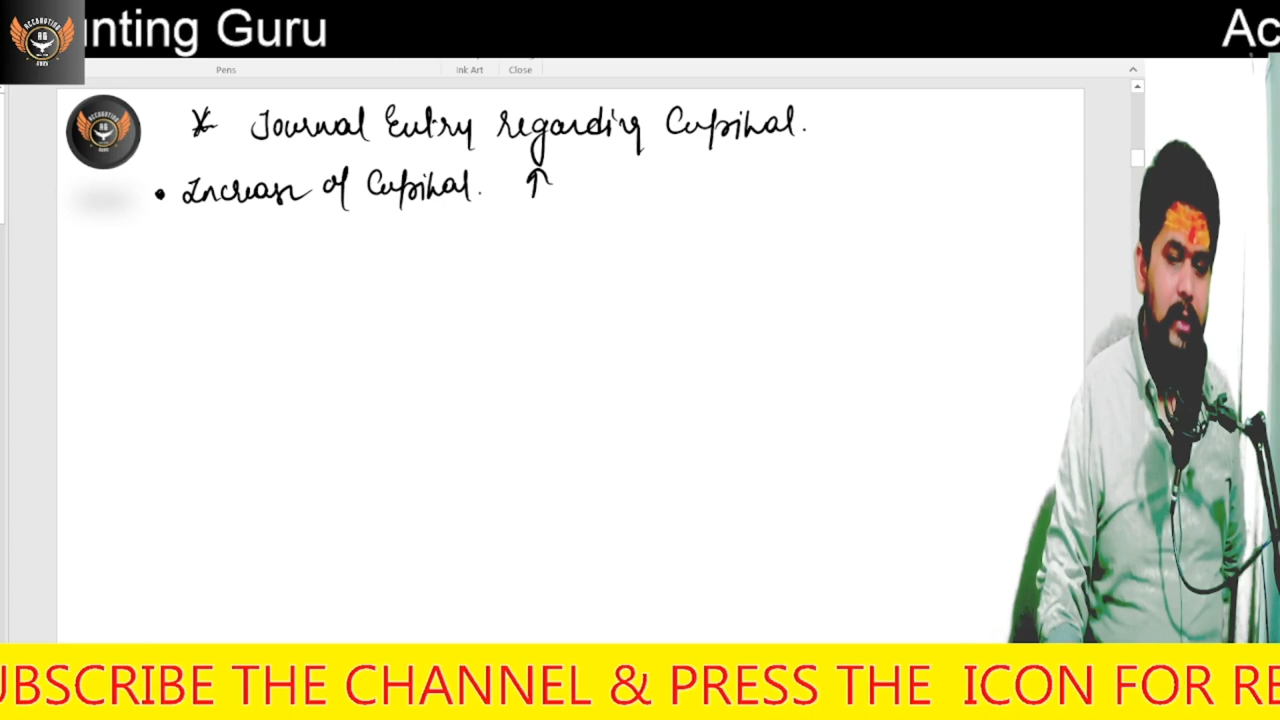 unting Guru
Ac
Pens
Ink Art
Close
Journal Entry regarding Capital.
• Increase of Capital. ↑
UBSCRIBE THE CHANNEL & PRESS THE ICON FOR RE